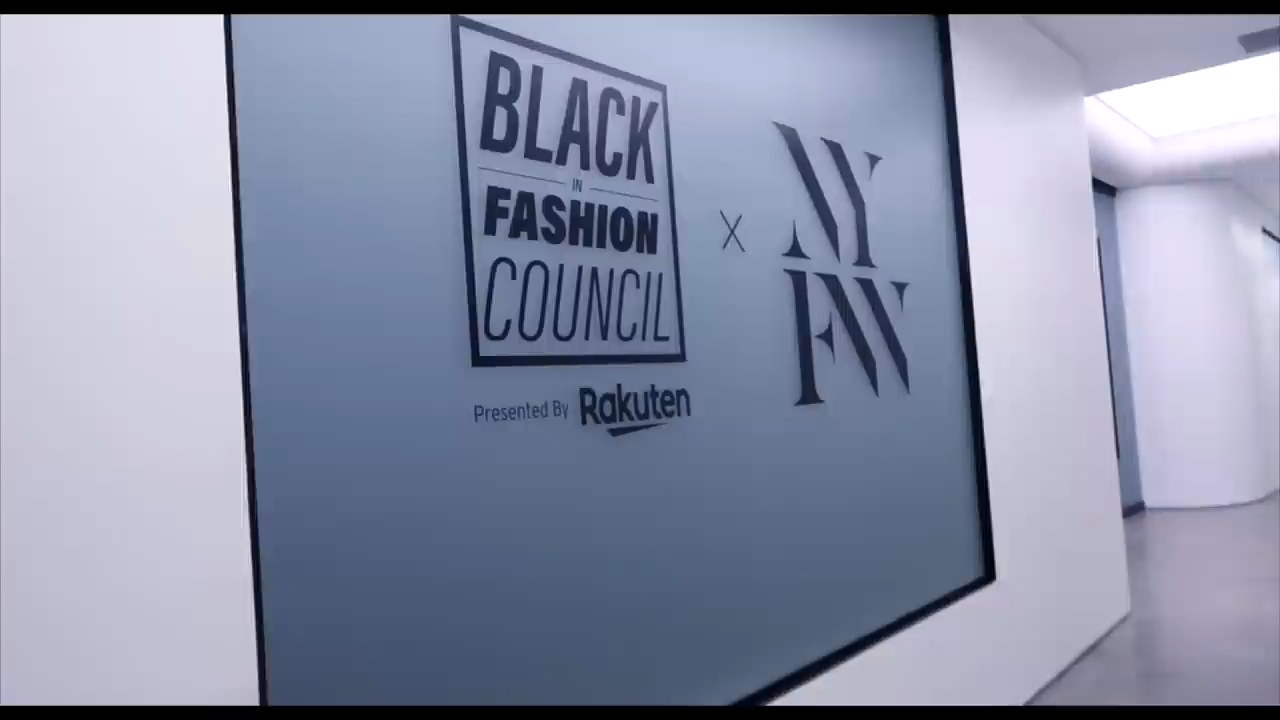 BLACK
IN
FASHION
COUNCIL
Presented By Rakuten
X
NY
FW